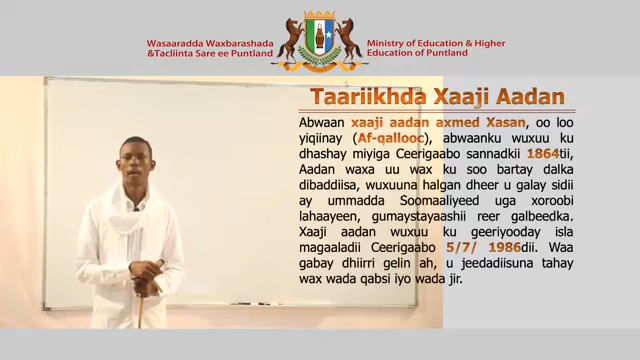 Wasaaradda Waxbarashada
&Tacliinta Sare ee Puntland
Ministry of Education & Higher
Education of Puntland
Taariikhda Xaaji Aadan
Abwaan xaaji aadan axmed Xasan, oo loo
yiqiinay (Af-qallooc), abwaanku wuxuu ku
dhashay miyiga Ceerigaabo sannadkii 1864tii,
Aadan waxa uu wax ku soo bartay dalka
dibaddiisa, wuxuuna halgan dheer u galay sidii
ay ummadda Soomaaliyeed uga xoroobi
lahaayeen, gumaystayaashii reer galbeedka.
Xaaji aadan wuxuu ku geeriyooday isla
magaaladii Ceerigaabo 5/7/ 1986dii. Waa
gabay dhiirri gelin ah, u jeedadiisuna tahay
wax wada qabsi iyo wada jir.